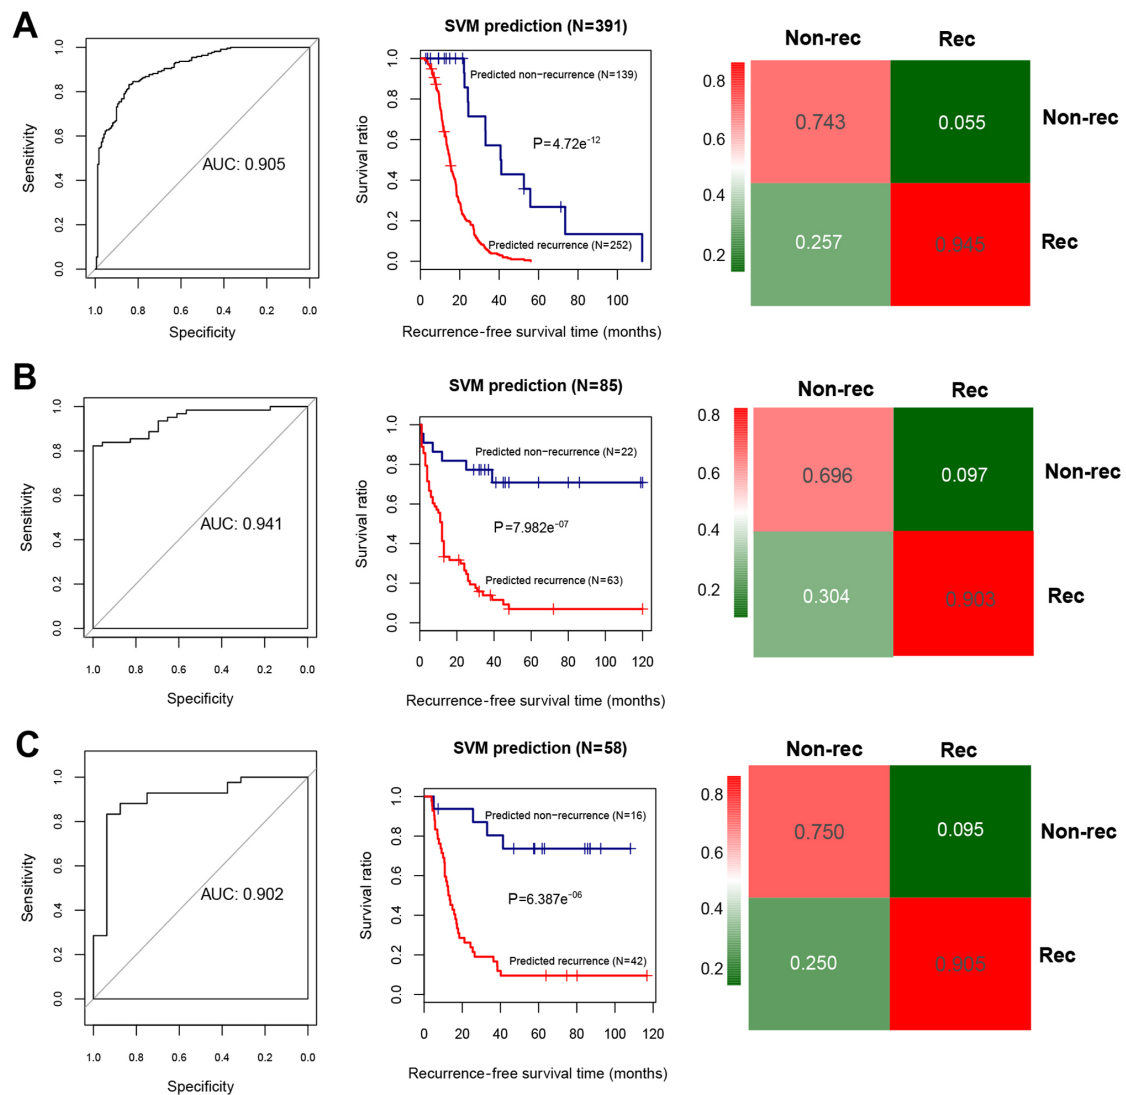 A
1.0
0.8
0.6
0.4
0.2
0.0
Sensitivity
AUC: 0.905
1.0 0.8 0.6 0.4 0.2 0.0
Specificity
SVM prediction (N=391)
1.0
0.8
0.6
0.4
0.2
0.0
Survival ratio
Predicted non-recurrence (N=139)
P=4.72e-12
Predicted recurrence (N=252)
0 20 40 60 80 100
Recurrence-free survival time (months)
Non-rec Rec
0.8
0.6
0.4
0.2
0.743 0.055 Non-rec
0.257 0.945 Rec
B
1.0
0.8
0.6
0.4
0.2
0.0
Sensitivity
AUC: 0.941
1.0 0.8 0.6 0.4 0.2 0.0
Specificity
SVM prediction (N=85)
1.0
0.8
0.6
0.4
0.2
0.0
Survival ratio
Predicted non-recurrence (N=22)
P=7.982e-07
Predicted recurrence (N=63)
0 20 40 60 80 100 120
Recurrence-free survival time (months)
Non-rec Rec
0.8
0.6
0.4
0.2
0.696 0.097 Non-rec
0.304 0.903 Rec
C
1.0
0.8
0.6
0.4
0.2
0.0
Sensitivity
AUC: 0.902
1.0 0.8 0.6 0.4 0.2 0.0
Specificity
SVM prediction (N=58)
1.0
0.8
0.6
0.4
0.2
0.0
Survival ratio
Predicted non-recurrence (N=16)
P=6.387e-06
Predicted recurrence (N=42)
0 20 40 60 80 100 120
Recurrence-free survival time (months)
Non-rec Rec
0.8
0.6
0.4
0.2
0.750 0.095 Non-rec
0.250 0.905 Rec